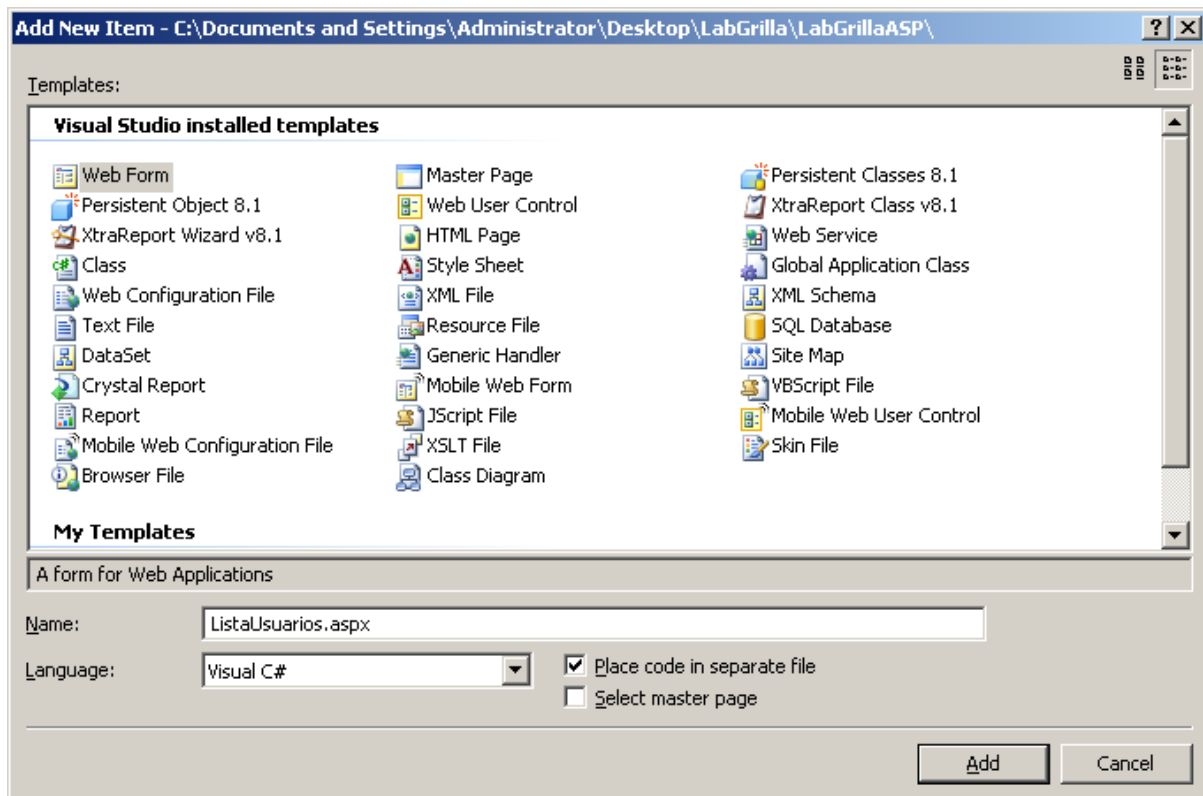 Add New Item - C:\Documents and Settings\Administrator\Desktop\LabGrilla\LabGrillaASP\
Templates:
Visual Studio installed templates
Web Form Master Page Persistent Classes 8.1
Persistent Object 8.1 Web User Control XtraReport Class v8.1
XtraReport Wizard v8.1 HTML Page Web Service
Class Style Sheet Global Application Class
Web Configuration File XML File XML Schema
Text File Resource File SQL Database
DataSet Generic Handler Site Map
Crystal Report Mobile Web Form VBScript File
Report JScript File Mobile Web User Control
Mobile Web Configuration File XSLT File Skin File
Browser File Class Diagram
My Templates
A form for Web Applications
Name: ListaUsuarios.aspx
Language: Visual C# Place code in separate file
Select master page
Add Cancel